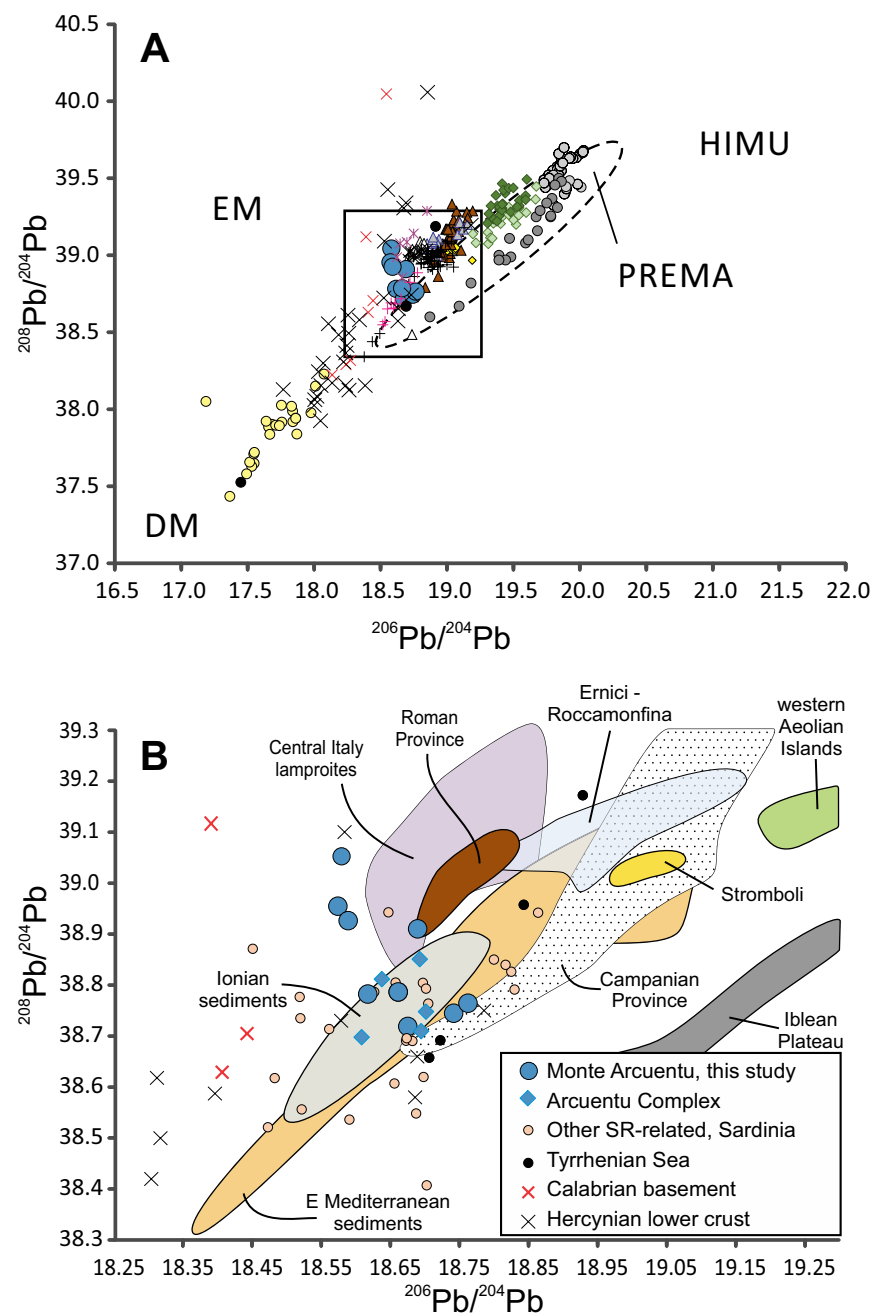 A
40.5
40.0
39.5
39.0
38.5
38.0
37.5
37.0
208Pb/204Pb
EM
HIMU
PREMA
DM
16.5 17.0 17.5 18.0 18.5 19.0 19.5 20.0 20.5 21.0 21.5 22.0
206Pb/204Pb
B
39.3
39.2
39.1
39.0
38.9
38.8
38.7
38.6
38.5
38.4
38.3
208Pb/204Pb
Central Italy
lamproites
Roman
Province
Ernici -
Roccamonfina
western
Aeolian
Islands
Stromboli
Ionian
sediments
Campanian
Province
Iblean
Plateau
E Mediterranean
sediments
Monte Arcuentu, this study
Arcuentu Complex
Other SR-related, Sardinia
Tyrrhenian Sea
Calabrian basement
Hercynian lower crust
18.25 18.35 18.45 18.55 18.65 18.75 18.85 18.95 19.05 19.15 19.25
206Pb/204Pb